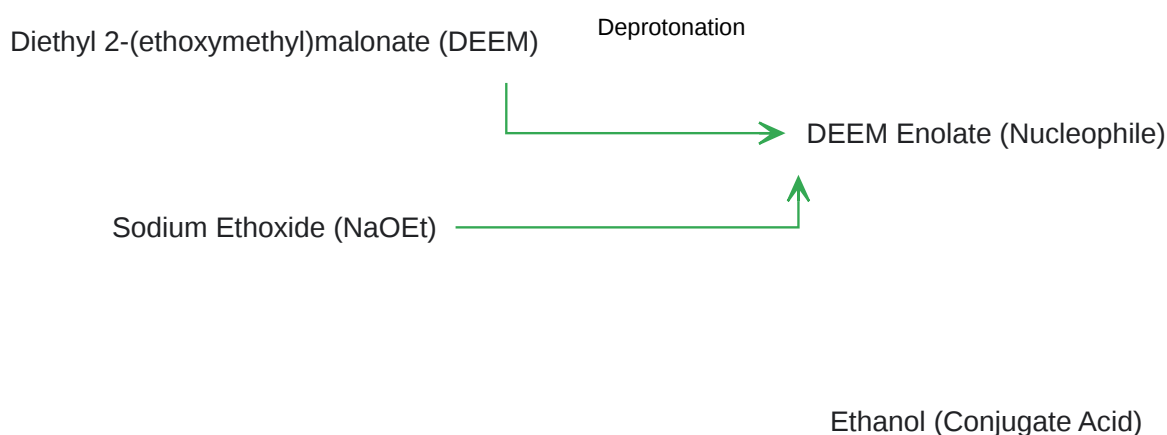 Diethyl 2-(ethoxymethyl)malonate (DEEM)
Deprotonation
DEEM Enolate (Nucleophile)
Sodium Ethoxide (NaOEt)
Ethanol (Conjugate Acid)